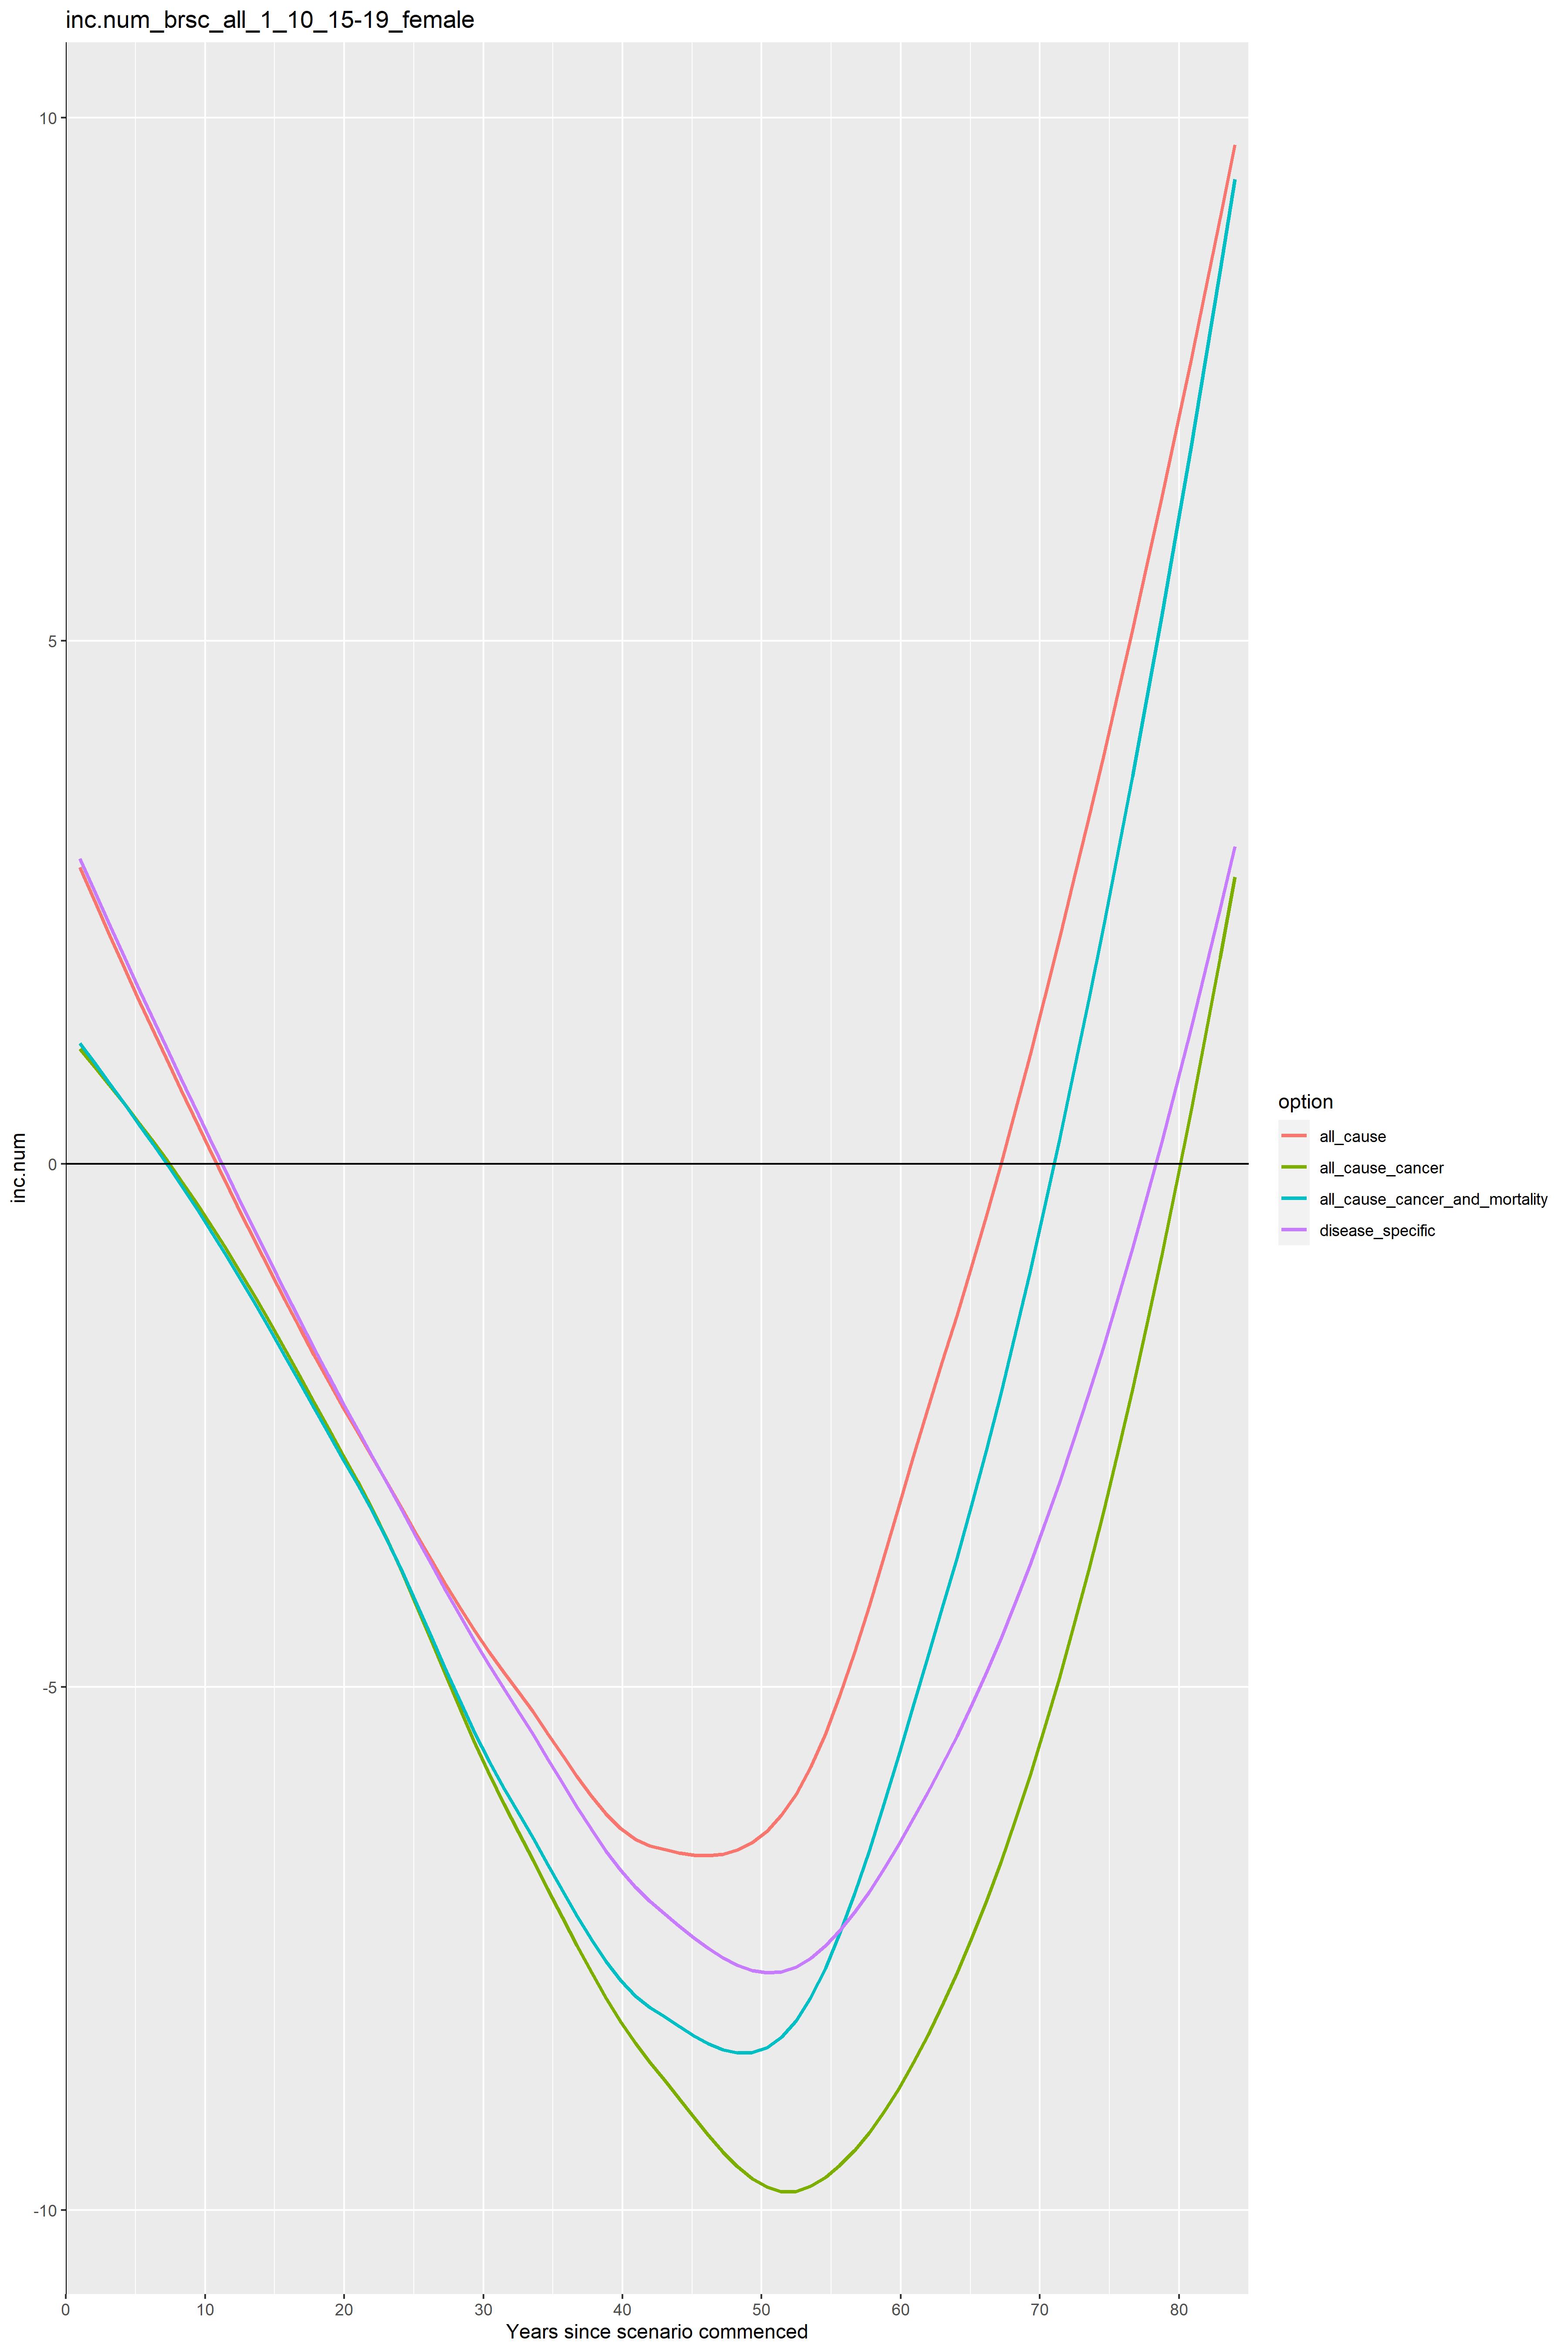 inc.num_brsc_all_1_10_15-19_female
10
5
0
-5
-10
inc.num
0 10 20 30 40 50 60 70 80
Years since scenario commenced
option
all_cause
all_cause_cancer
all_cause_cancer_and_mortality
disease_specific